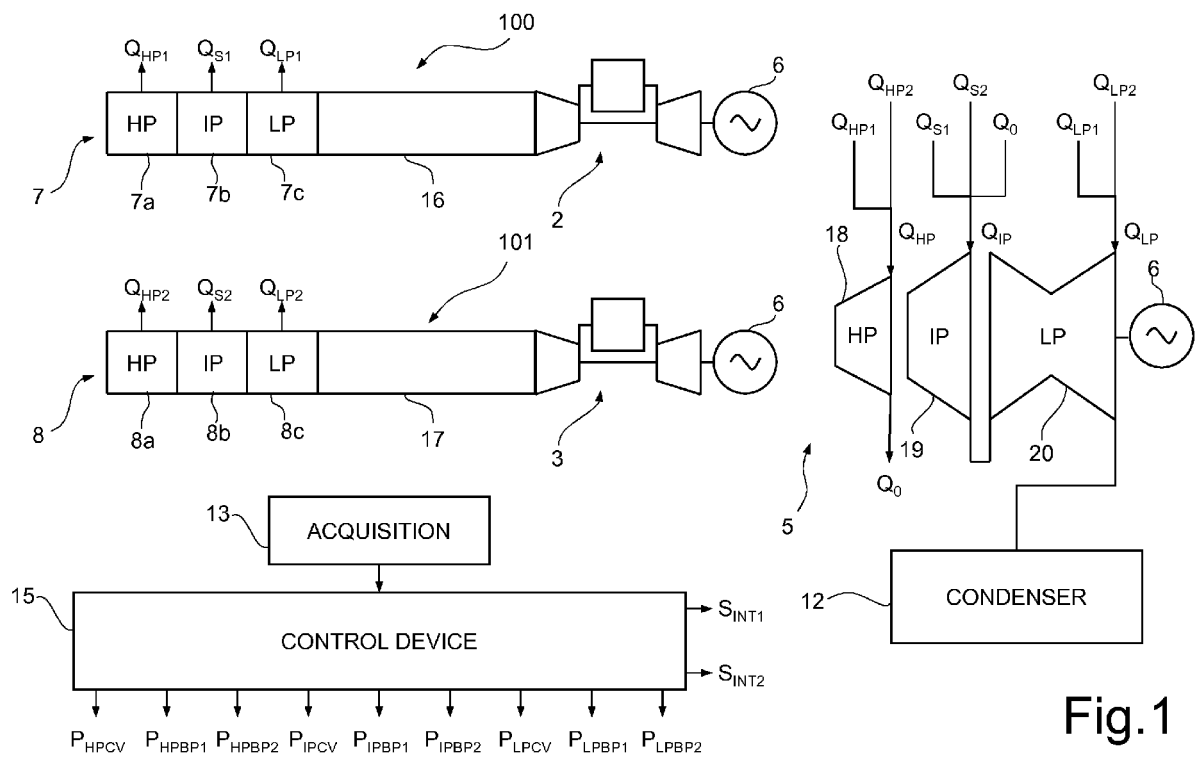 100
Q_HP1 Q_S1 Q_LP1
6
HP IP LP
7 7a 7b 7c 16 2
101
Q_HP2 Q_S2 Q_LP2
6
HP IP LP
8 8a 8b 8c 17 3
Q_HP2 Q_S2 Q_LP2
Q_HP1 Q_S1 Q_0 Q_LP1
18 Q_HP Q_IP Q_LP
6
HP IP LP
19 20
5 Q_0
12 CONDENSER
13 ACQUISITION
15 CONTROL DEVICE
S_INT1
S_INT2
P_HPCV P_HPBP1 P_HPBP2 P_IPCV P_IPBP1 P_IPBP2 P_LPCV P_LPBP1 P_LPBP2
Fig.1